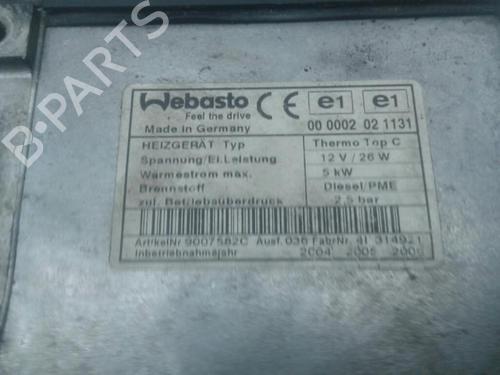 Webasto CE e1 e1
Feel the drive
Made in Germany 00 0002 02 1131
HEIZGERÄT Typ Thermo Top C
Spannung/El.Leistung 12 V / 26 W
Wärmestrom max. 5 kW
Brennstoff Diesel/PME
zul. Betriebsüberdruck 2,5 bar
ArtikelNr 9007582C Ausf. 036 FabrNr. 41 314921
Inbetriebnahmejahr 2004 2005 2006
B-PARTS